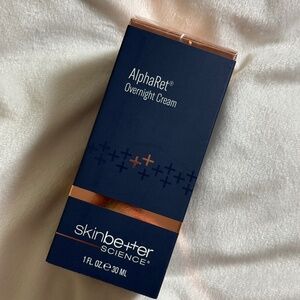 AlphaRet®
Overnight Cream
skinbetter
SCIENCE®
1 FL. OZ. ℮ 30 ML